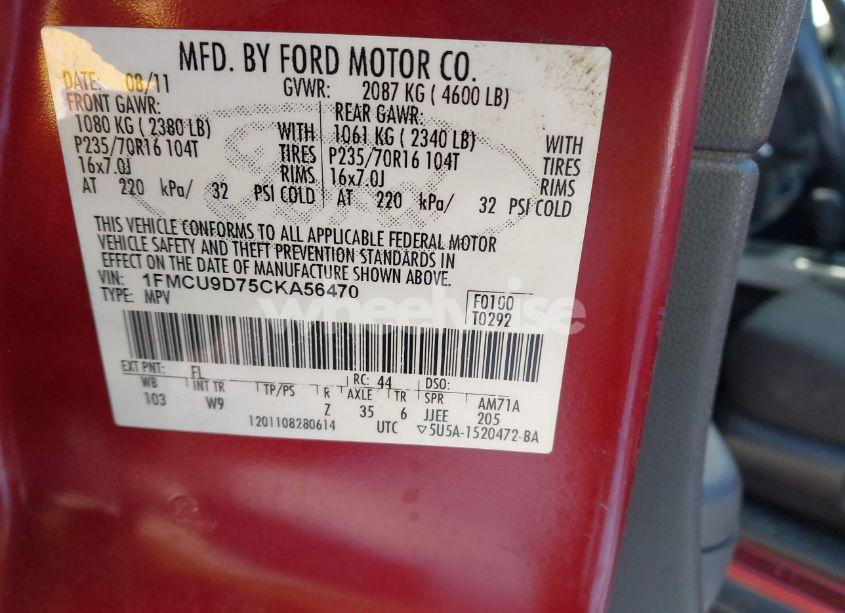 MFD. BY FORD MOTOR CO.
DATE: 08/11 GVWR: 2087 KG ( 4600 LB)
FRONT GAWR: REAR GAWR:
1080 KG ( 2380 LB) WITH 1061 KG ( 2340 LB) WITH
P235/70R16 104T TIRES P235/70R16 104T TIRES
16x7.0J RIMS 16x7.0J RIMS
AT 220 kPa/ 32 PSI COLD AT 220 kPa/ 32 PSI COLD
THIS VEHICLE CONFORMS TO ALL APPLICABLE FEDERAL MOTOR
VEHICLE SAFETY AND THEFT PREVENTION STANDARDS IN
EFFECT ON THE DATE OF MANUFACTURE SHOWN ABOVE.
VIN: 1FMCU9D75CKA56470 F0100
TYPE: MPV T0292
wheelwise
EXT PNT: FL RC: 44 DSO:
WB INT TR TP/PS R AXLE TR SPR AM71A
103 W9 Z 35 6 JJEE 205
1201108280614 UTC ▽5U5A-1520472-BA